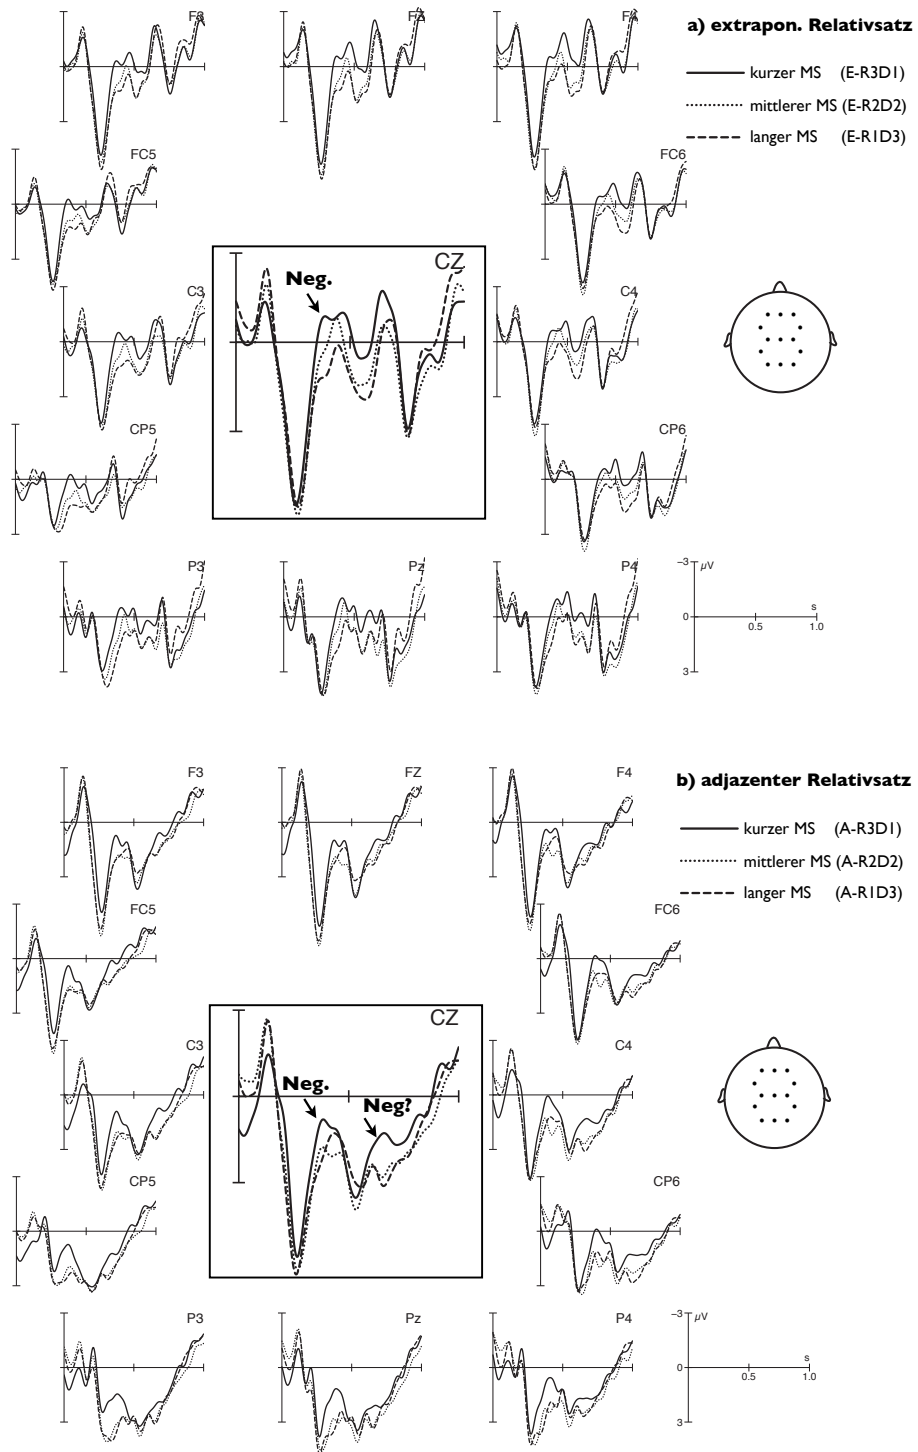 F3
FZ
F4
a) extrapon. Relativsatz
kurzer MS (E-R3D1)
mittlerer MS (E-R2D2)
langer MS (E-R1D3)
FC5
FC6
CZ
Neg.
C3
C4
CP5
CP6
P3
Pz
P4
−3
µV
0
s
0.5
1.0
3
F3
FZ
F4
b) adjazenter Relativsatz
kurzer MS (A-R3D1)
mittlerer MS (A-R2D2)
langer MS (A-R1D3)
FC5
FC6
CZ
C3
C4
Neg.
Neg?
CP5
CP6
P3
Pz
P4
−3
µV
0
s
0.5
1.0
3